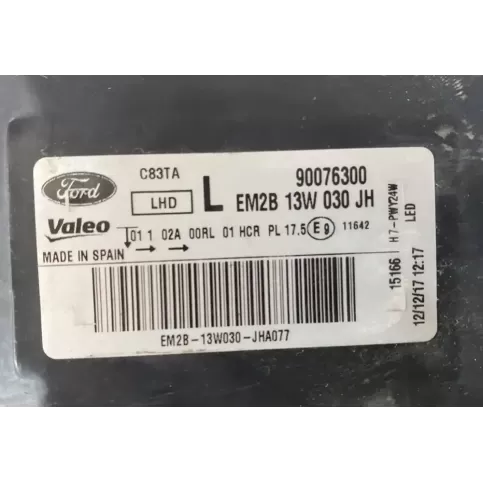 Ford
C83TA
LHD
L
90076300
EM2B 13W 030 JH
Valeo
01 1 02A 00RL 01 HCR PL 17.5 E9 11642
MADE IN SPAIN
EM2B-13W030-JHA077
15166
H7-PWY24W
LED
12/12/17 12:17